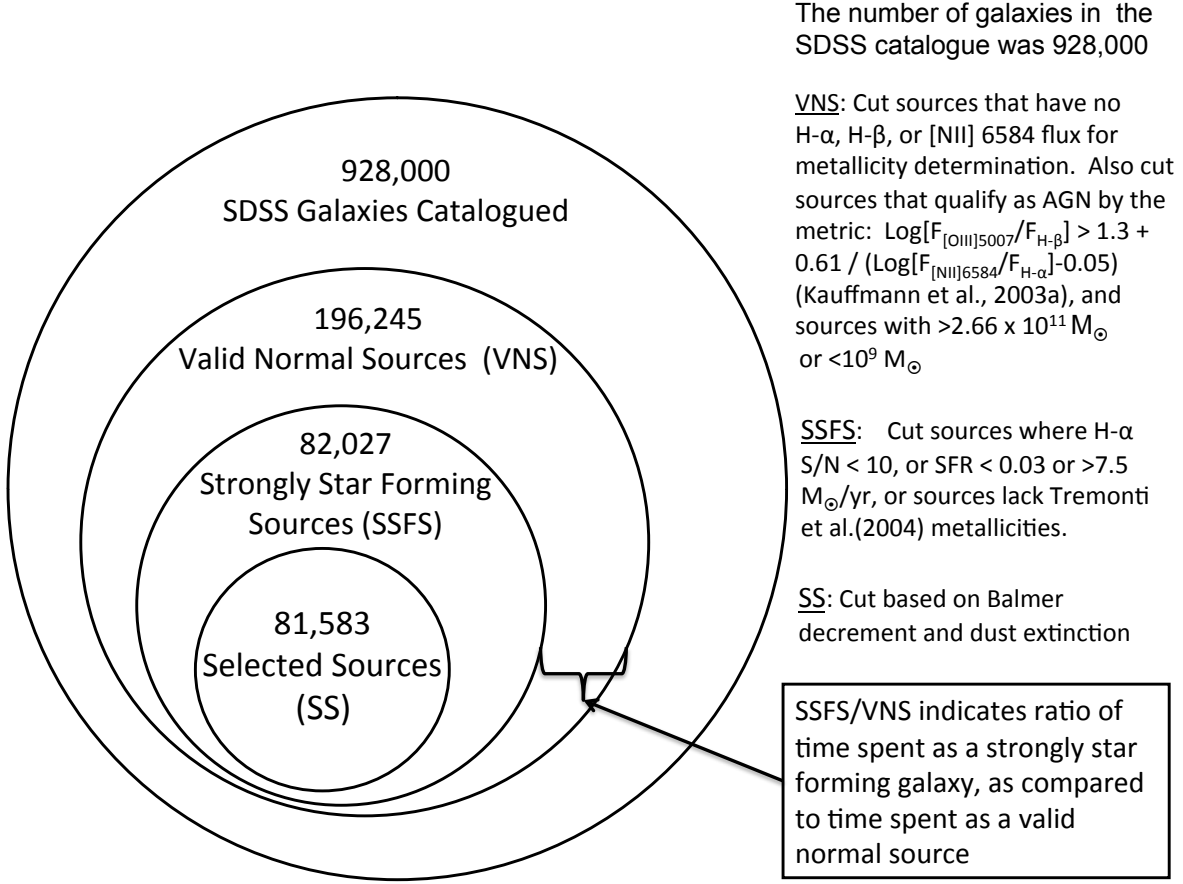 The number of galaxies in the
SDSS catalogue was 928,000
VNS: Cut sources that have no
H-α, H-β, or [NII] 6584 flux for
metallicity determination. Also cut
sources that qualify as AGN by the
metric: Log[F[OIII]5007/FH-β] > 1.3 +
0.61 / (Log[F[NII]6584/FH-α]-0.05)
(Kauffmann et al., 2003a), and
sources with >2.66 x 10¹¹ M☉
or <10⁹ M☉
SSFS: Cut sources where H-α
S/N < 10, or SFR < 0.03 or >7.5
M☉/yr, or sources lack Tremonti
et al.(2004) metallicities.
SS: Cut based on Balmer
decrement and dust extinction
928,000
SDSS Galaxies Catalogued
196,245
Valid Normal Sources (VNS)
82,027
Strongly Star Forming
Sources (SSFS)
81,583
Selected Sources
(SS)
SSFS/VNS indicates ratio of
time spent as a strongly star
forming galaxy, as compared
to time spent as a valid
normal source